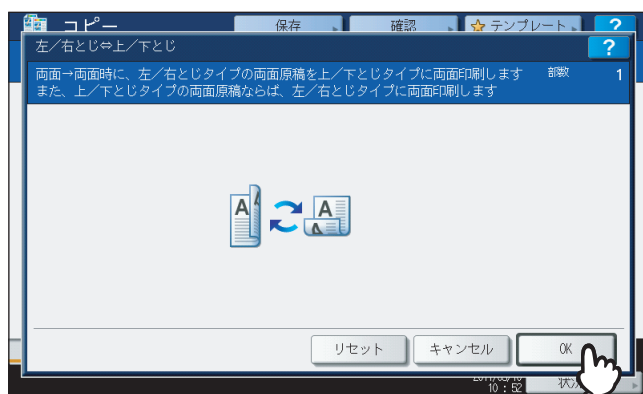 コピー
保存
確認
テンプレート
?
左／右とじ⇔上／下とじ
?
両面→両面時に、左／右とじタイプの両面原稿を上／下とじタイプに両面印刷します
部数 1
また、上／下とじタイプの両面原稿ならば、左／右とじタイプに両面印刷します
A A A A
リセット
キャンセル
OK
10：52